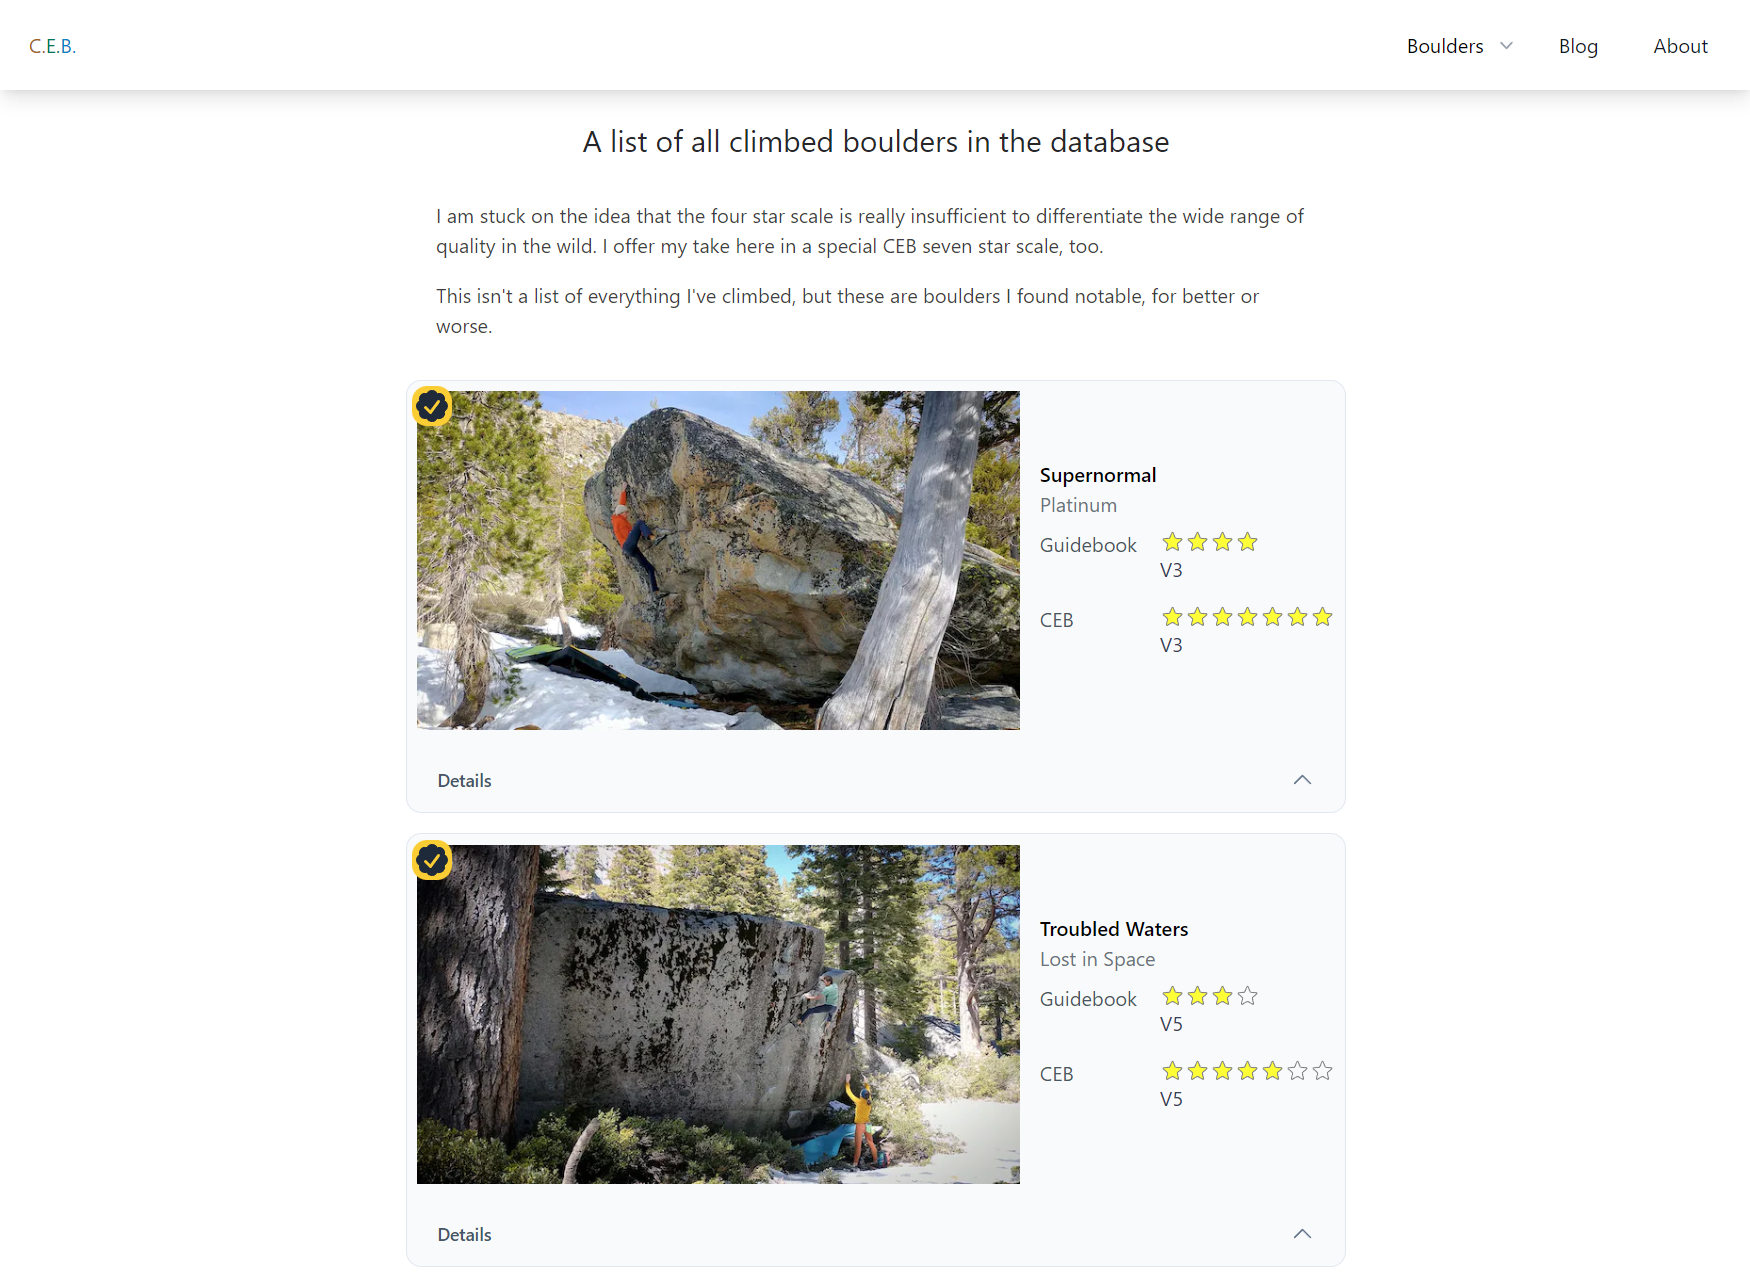 C.E.B.
Boulders
Blog
About
A list of all climbed boulders in the database
I am stuck on the idea that the four star scale is really insufficient to differentiate the wide range of
quality in the wild. I offer my take here in a special CEB seven star scale, too.
This isn't a list of everything I've climbed, but these are boulders I found notable, for better or
worse.
Supernormal
Platinum
Guidebook
V3
CEB
V3
Details
Troubled Waters
Lost in Space
Guidebook
V5
CEB
V5
Details